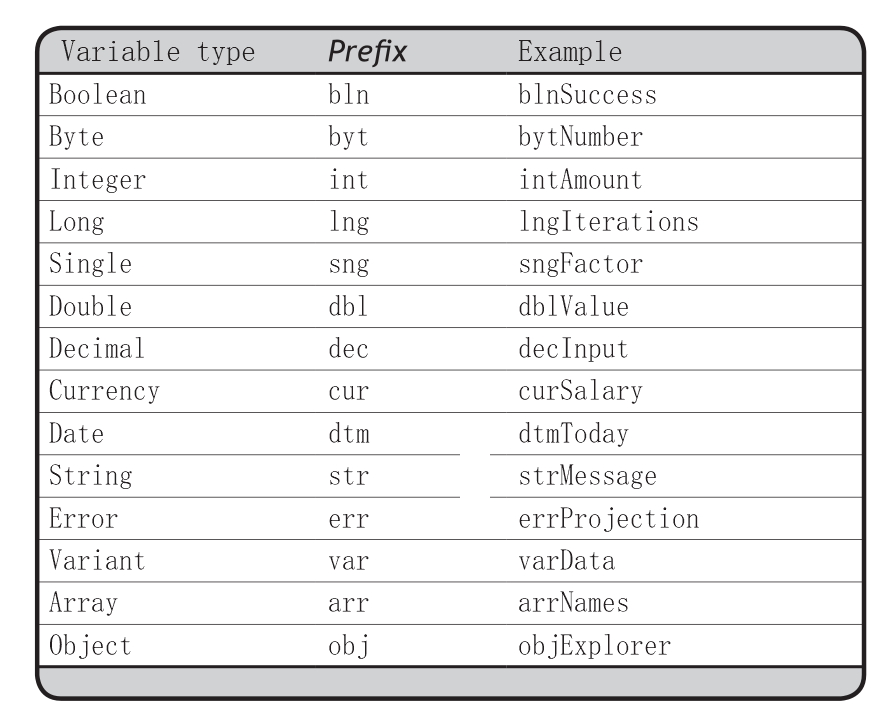 Variable type Prefix Example
Boolean bln blnSuccess
Byte byt bytNumber
Integer int intAmount
Long lng lngIterations
Single sng sngFactor
Double dbl dblValue
Decimal dec decInput
Currency cur curSalary
Date dtm dtmToday
String str strMessage
Error err errProjection
Variant var varData
Array arr arrNames
Object obj objExplorer